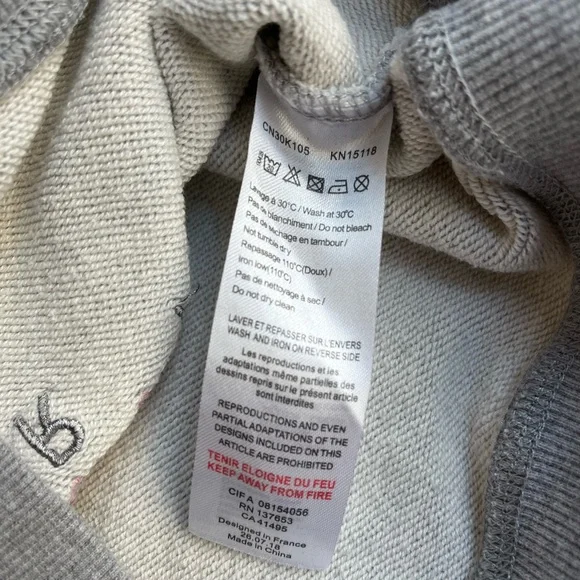 CN30K105 KN15118
Lavage à 30°C / Wash at 30°C
Pas de blanchiment / Do not bleach
Pas de séchage en tambour /
Not tumble dry
Repassage 110°C(Doux) /
Iron low(110°C)
Pas de nettoyage à sec /
Do not dry clean
LAVER ET REPASSER SUR L'ENVERS
WASH AND IRON ON REVERSE SIDE
Les reproductions et les
adaptations même partielles des
dessins repris sur le présent article
sont interdites
REPRODUCTIONS AND EVEN
PARTIAL ADAPTATIONS OF THE
DESIGNS INCLUDED ON THIS
ARTICLE ARE PROHIBITED
TENIR ELOIGNE DU FEU
KEEP AWAY FROM FIRE
CIF A 08154056
RN 137653
CA 41495
Designed in France
26.07.18
Made in China